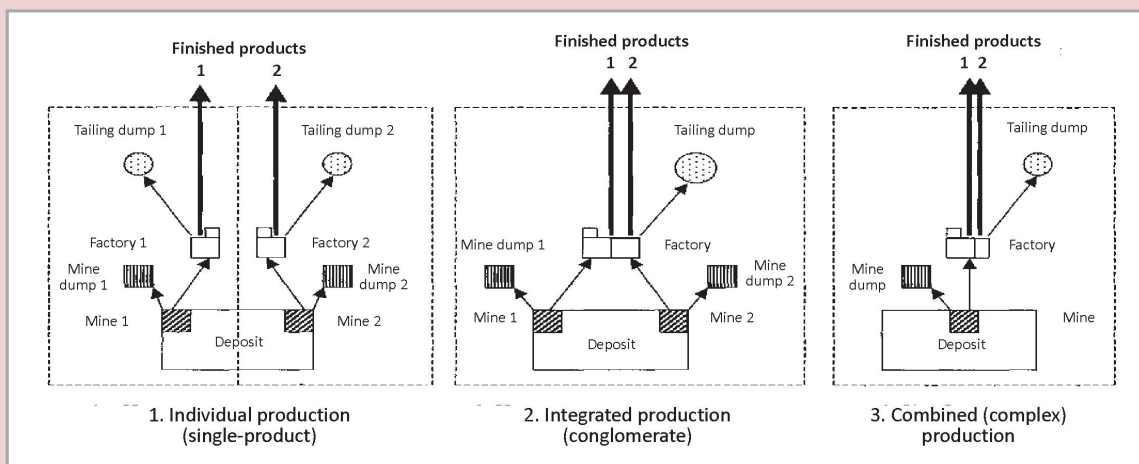 Finished products
1 2
Tailing dump 1
Tailing dump 2
Factory 1
Factory 2
Mine
dump 1
Mine
dump 2
Mine 1
Mine 2
Deposit
1. Individual production
(single-product)
Finished products
1 2
Tailing dump
Mine dump 1
Factory
Mine
dump 2
Mine 1
Mine 2
Deposit
2. Integrated production
(conglomerate)
Finished products
1 2
Tailing dump
Factory
Mine
dump
Mine
Deposit
3. Combined (complex)
production